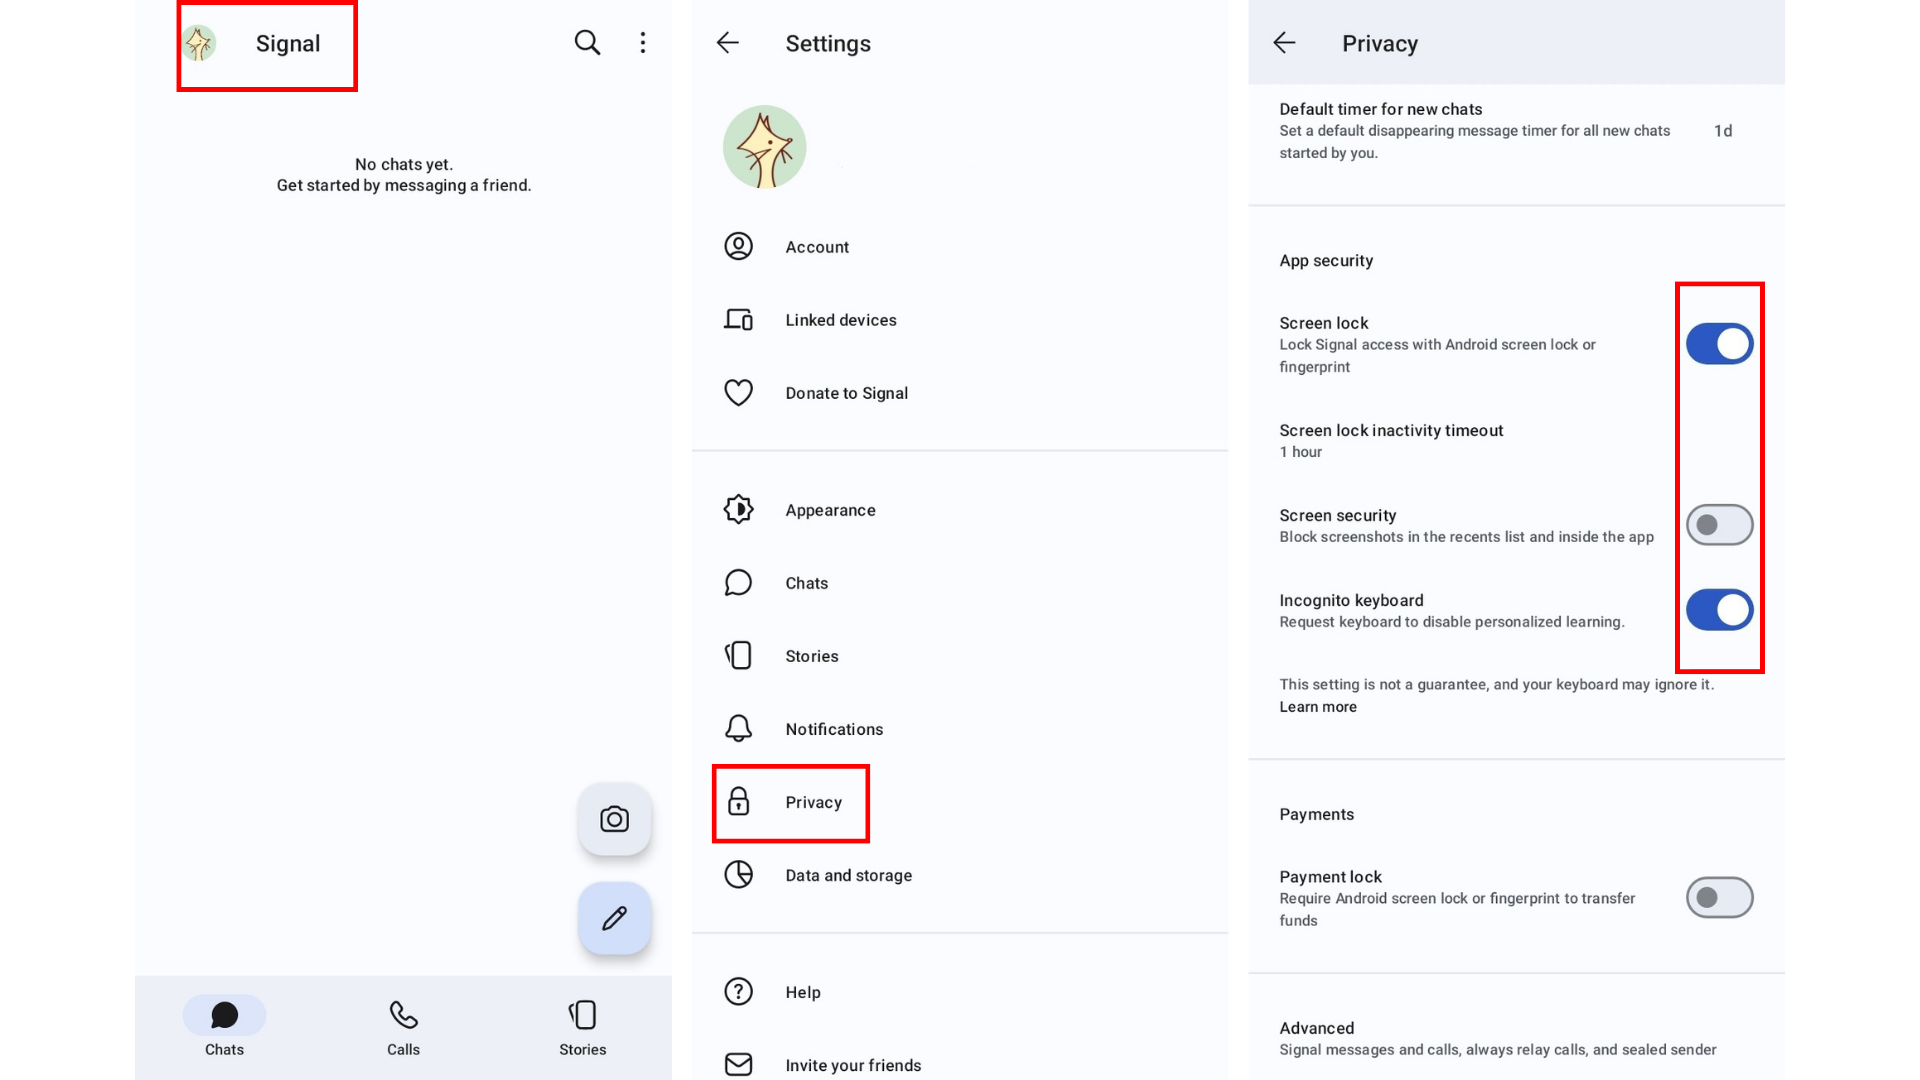 Signal
No chats yet.
Get started by messaging a friend.
Chats
Calls
Stories
Settings
Account
Linked devices
Donate to Signal
Appearance
Chats
Stories
Notifications
Privacy
Data and storage
Help
Invite your friends
Privacy
Default timer for new chats
Set a default disappearing message timer for all new chats
started by you.
1d
App security
Screen lock
Lock Signal access with Android screen lock or
fingerprint
Screen lock inactivity timeout
1 hour
Screen security
Block screenshots in the recents list and inside the app
Incognito keyboard
Request keyboard to disable personalized learning.
This setting is not a guarantee, and your keyboard may ignore it.
Learn more
Payments
Payment lock
Require Android screen lock or fingerprint to transfer
funds
Advanced
Signal messages and calls, always relay calls, and sealed sender